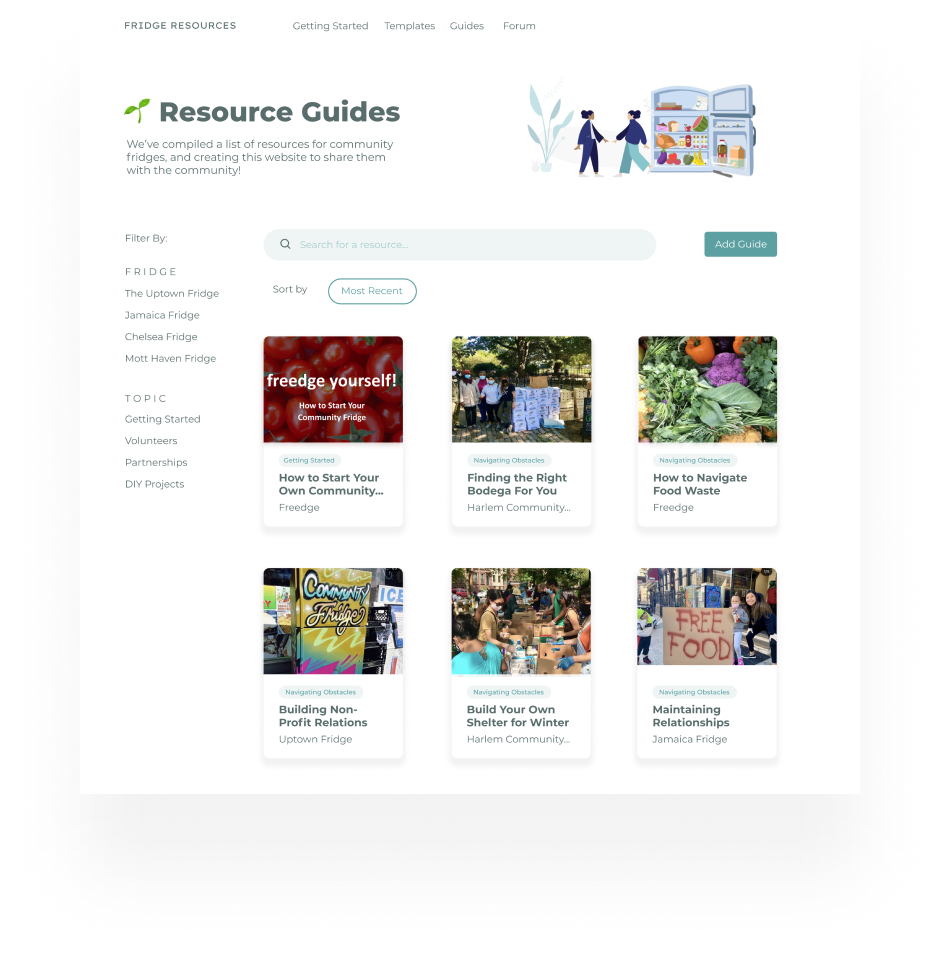 FRIDGE RESOURCES
Getting Started Templates Guides Forum
Resource Guides
We've compiled a list of resources for community
fridges, and creating this website to share them
with the community!
Filter By:
FRIDGE
The Uptown Fridge
Jamaica Fridge
Chelsea Fridge
Mott Haven Fridge
TOPIC
Getting Started
Volunteers
Partnerships
DIY Projects
Search for a resource...
Add Guide
Sort by
Most Recent
freedge yourself!
How to Start Your
Community Fridge
Getting Started
How to Start Your
Own Community...
Freedge
Navigating Obstacles
Finding the Right
Bodega For You
Harlem Community...
Navigating Obstacles
How to Navigate
Food Waste
Freedge
COMMUNITY
Fridge
ICE
Navigating Obstacles
Building Non-
Profit Relations
Uptown Fridge
Navigating Obstacles
Build Your Own
Shelter for Winter
Harlem Community...
FREE
FOOD
Navigating Obstacles
Maintaining
Relationships
Jamaica Fridge